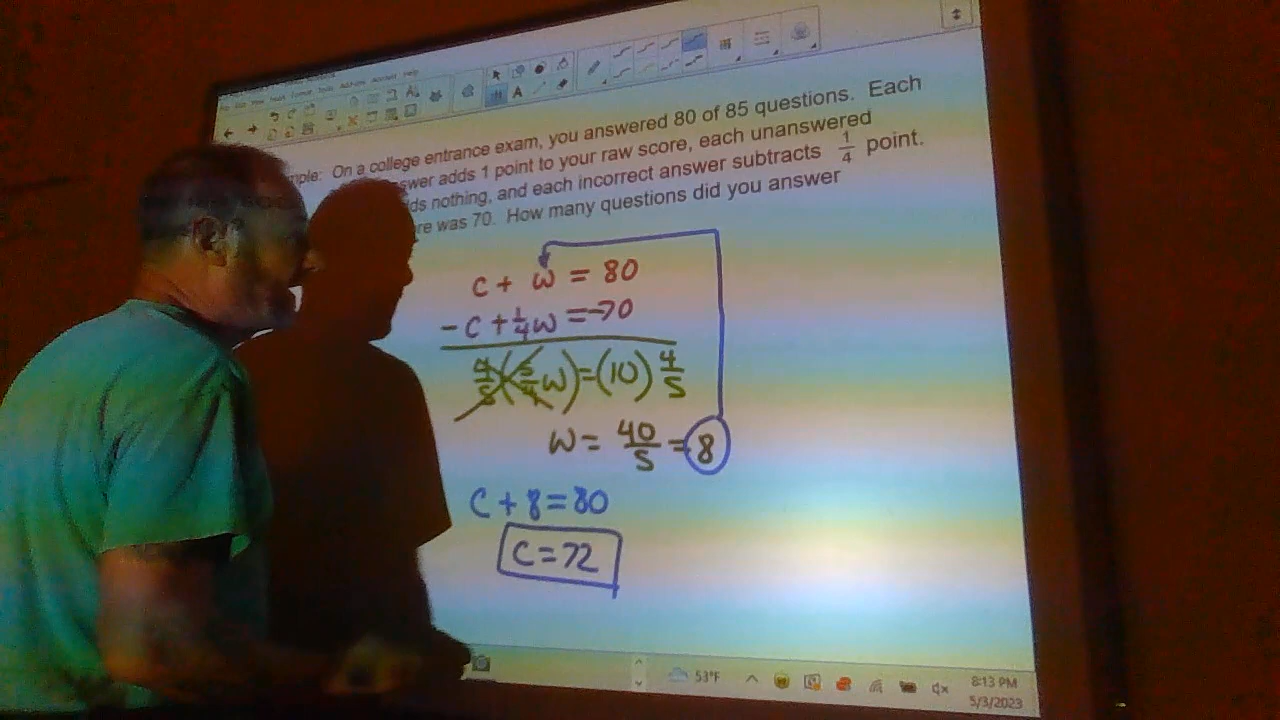 On a college entrance exam, you answered 80 of 85 questions. Each
adds 1 point to your raw score, each unanswered
nothing, and each incorrect answer subtracts 1/4 point.
was 70. How many questions did you answer
C + W = 80
- C + 1/4 W = -70
4/5 (5/4 W) = (10) 4/5
W = 40/5 = 8
C + 8 = 80
C = 72
53°F
8:13 PM
5/3/2023